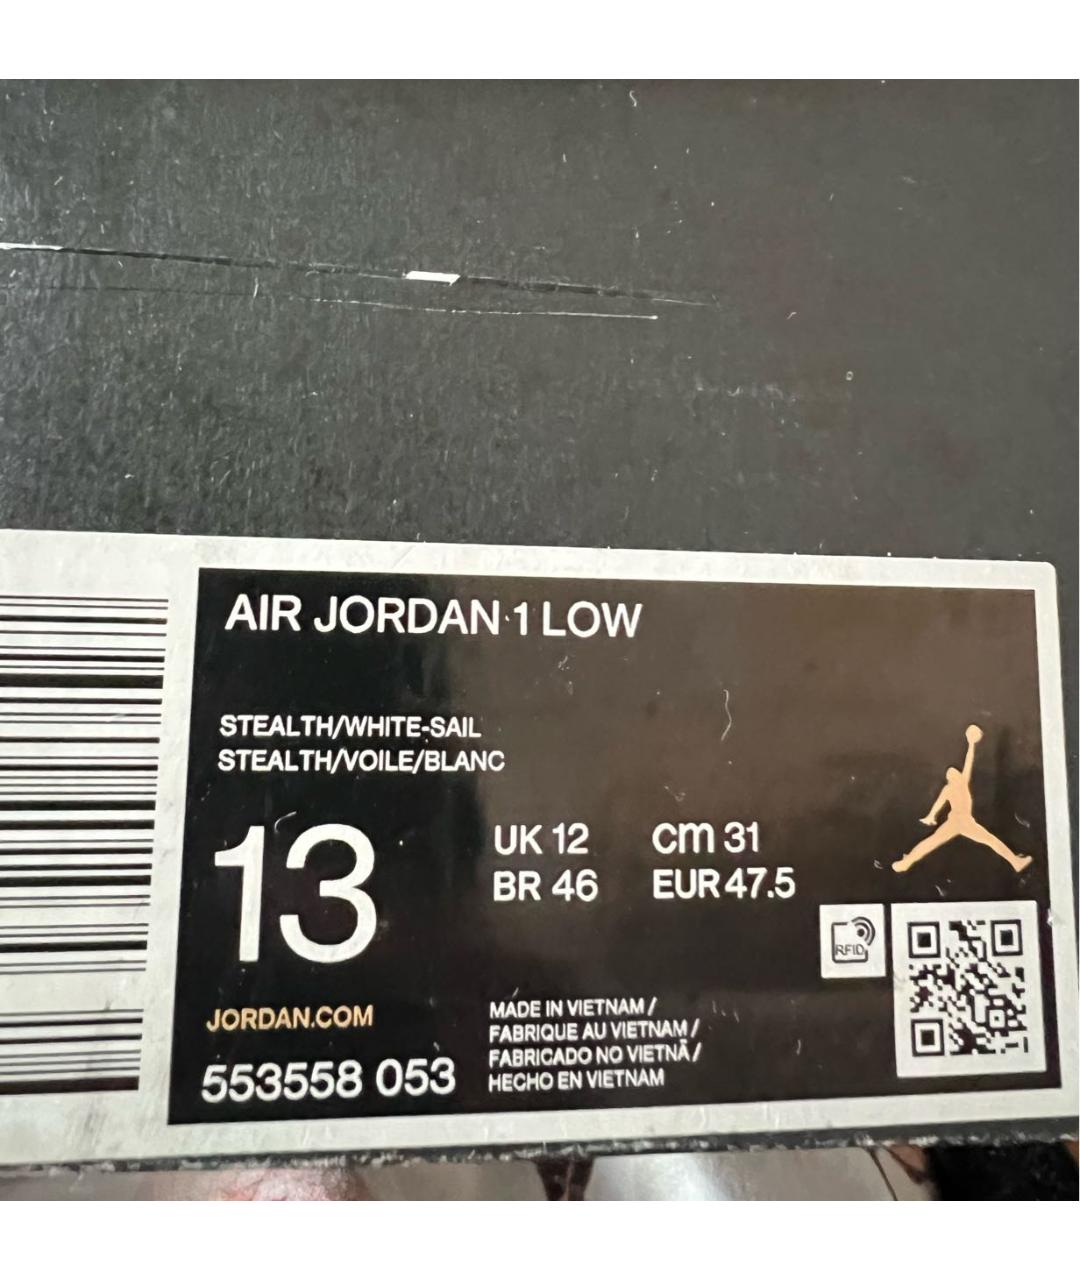 AIR JORDAN 1 LOW
STEALTH/WHITE-SAIL
STEALTH/VOILE/BLANC
13
UK 12 cm 31
BR 46 EUR 47.5
RFID
JORDAN.COM
553558 053
MADE IN VIETNAM /
FABRIQUE AU VIETNAM /
FABRICADO NO VIETNÃ /
HECHO EN VIETNAM